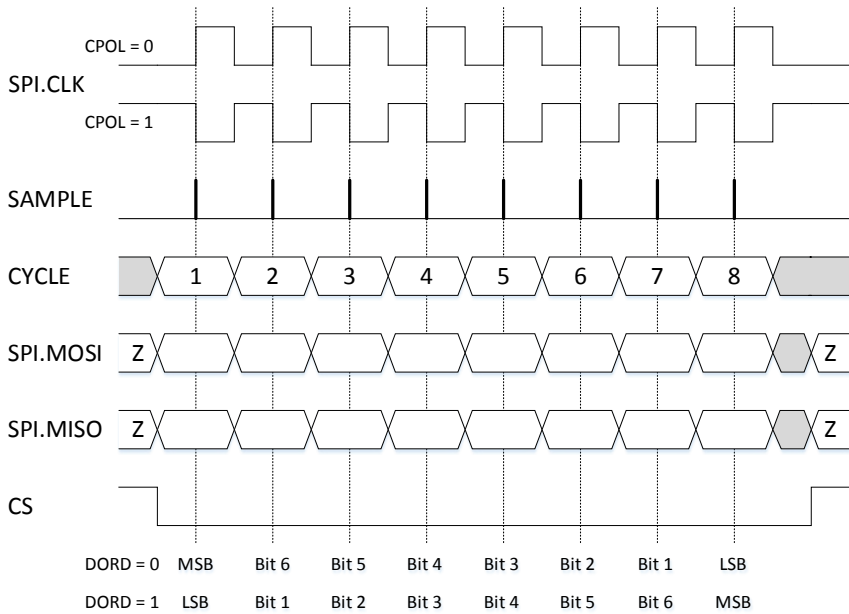 CPOL = 0
SPI.CLK
CPOL = 1
SAMPLE
CYCLE 1 2 3 4 5 6 7 8
SPI.MOSI Z Z
SPI.MISO Z Z
CS
DORD = 0 MSB Bit 6 Bit 5 Bit 4 Bit 3 Bit 2 Bit 1 LSB
DORD = 1 LSB Bit 1 Bit 2 Bit 3 Bit 4 Bit 5 Bit 6 MSB